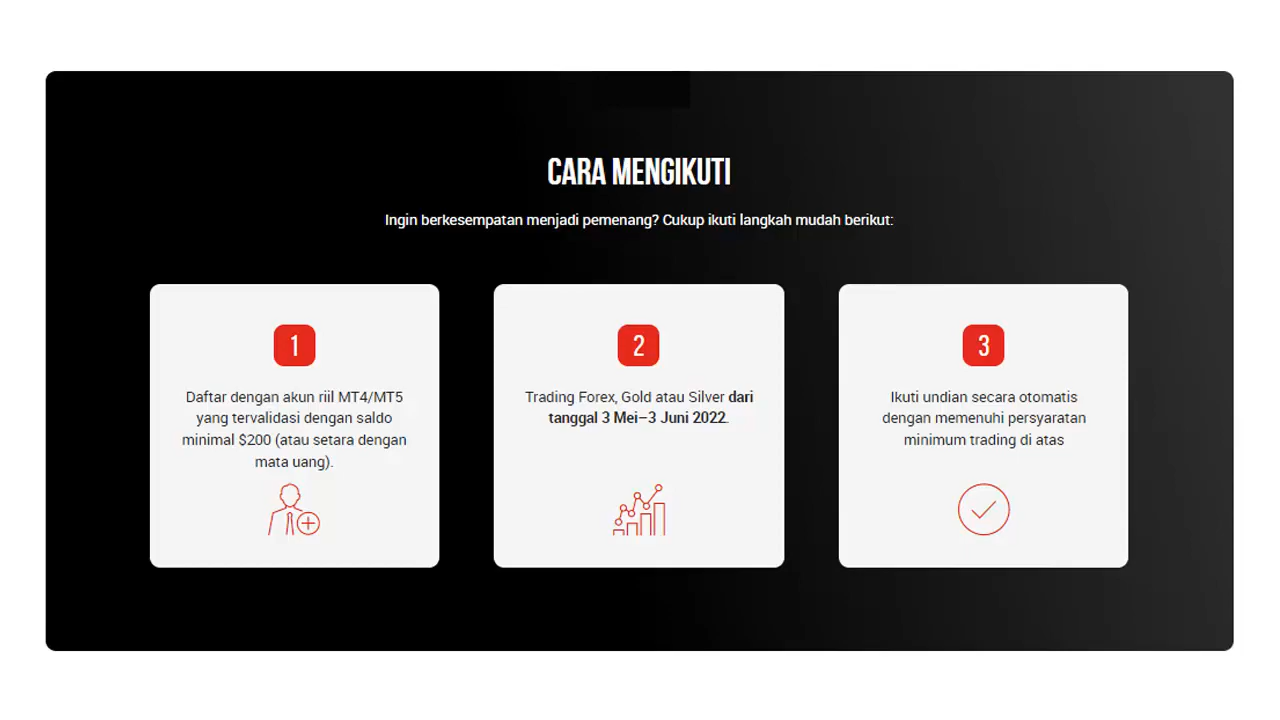 CARA MENGIKUTI
Ingin berkesempatan menjadi pemenang? Cukup ikuti langkah mudah berikut:
1
Daftar dengan akun riil MT4/MT5
yang tervalidasi dengan saldo
minimal $200 (atau setara dengan
mata uang).
2
Trading Forex, Gold atau Silver dari
tanggal 3 Mei–3 Juni 2022.
3
Ikuti undian secara otomatis
dengan memenuhi persyaratan
minimum trading di atas